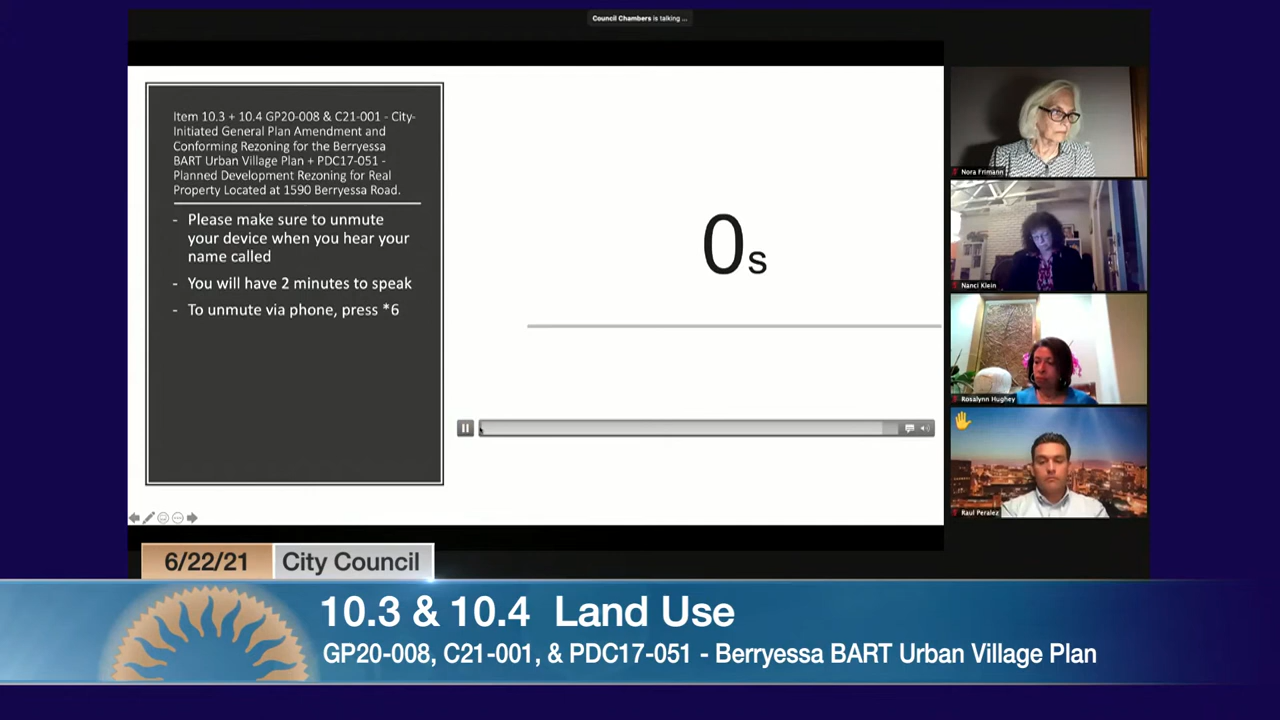 Council Chambers is talking ...
Item 10.3 + 10.4 GP20-008 & C21-001 - City-
Initiated General Plan Amendment and
Conforming Rezoning for the Berryessa
BART Urban Village Plan + PDC17-051 -
Planned Development Rezoning for Real
Property Located at 1590 Berryessa Road.
- Please make sure to unmute
your device when you hear your
name called
- You will have 2 minutes to speak
- To unmute via phone, press *6
0s
Nora Frimann
Nanci Klein
Rosalynn Hughey
Raul Peralez
6/22/21 City Council
10.3 & 10.4 Land Use
GP20-008, C21-001, & PDC17-051 - Berryessa BART Urban Village Plan